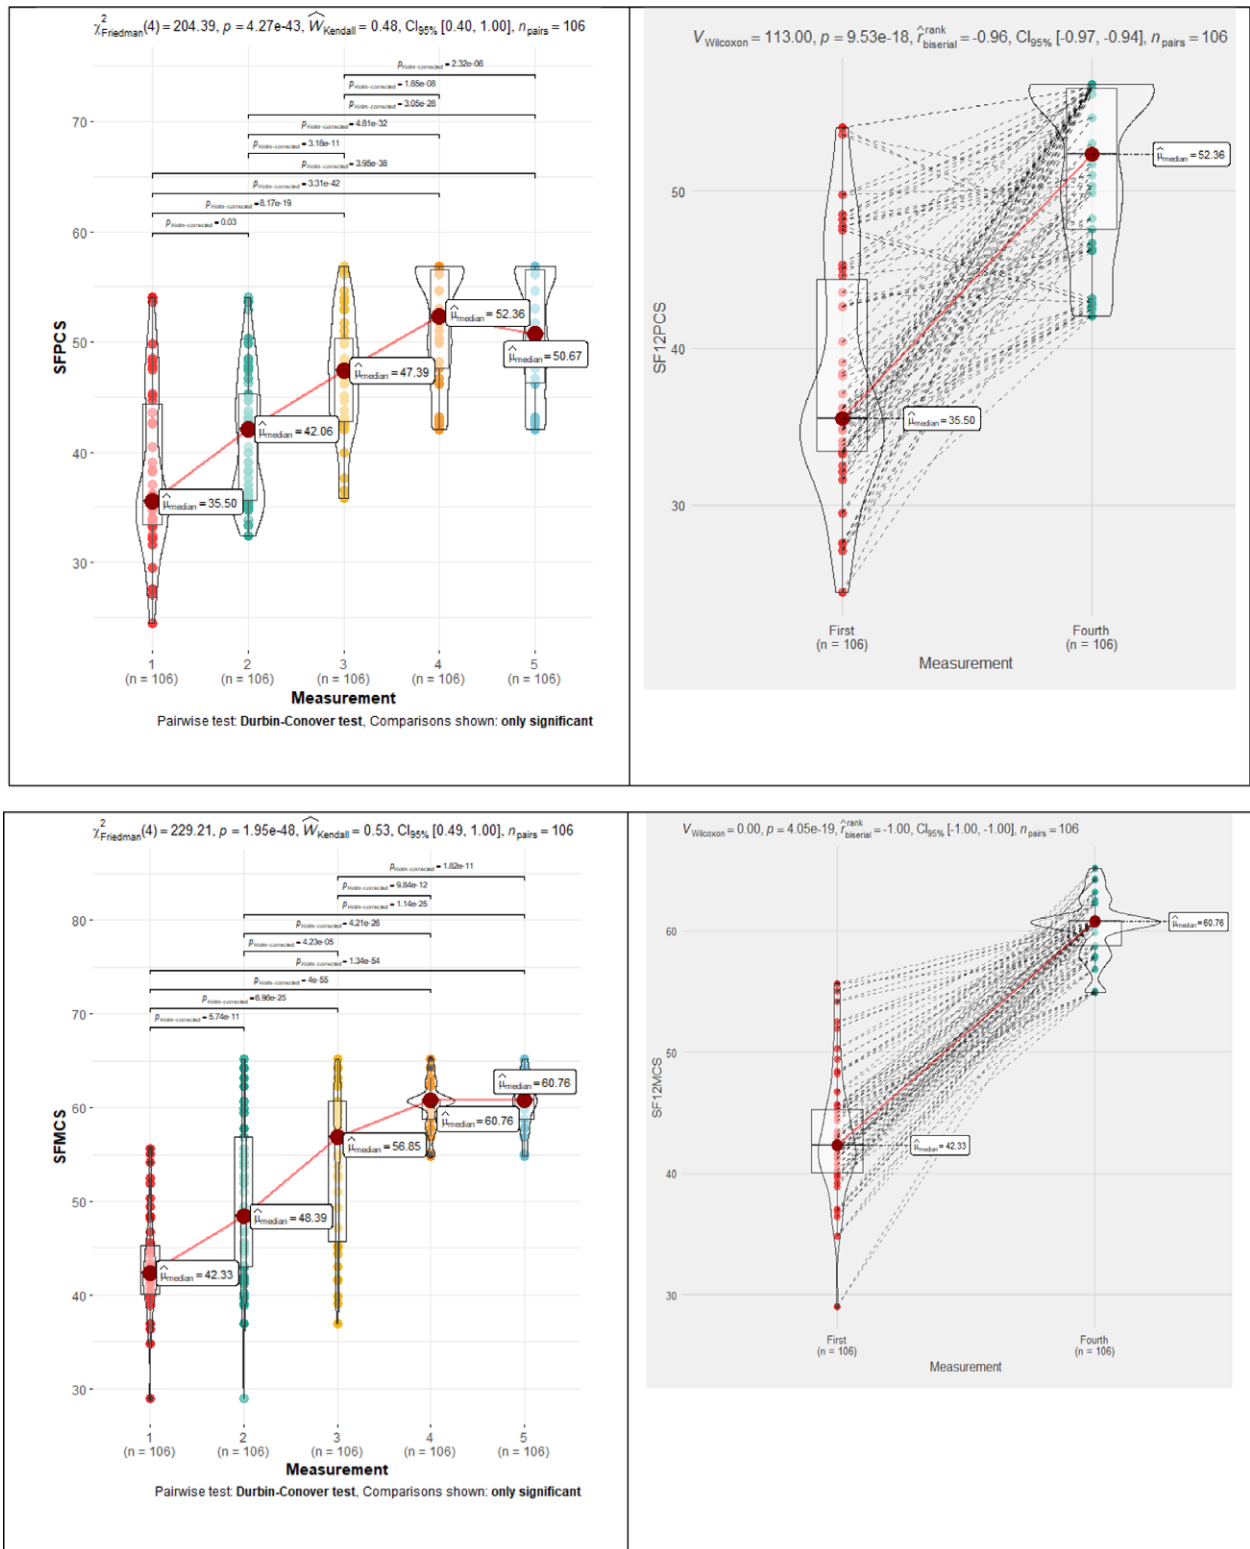 χ²Friedman(4) = 204.39, p = 4.27e-43, ŴKendall = 0.48, CI95% [0.40, 1.00], npairs = 106
pHolm-corrected = 2.32e-06
pHolm-corrected = 1.85e-08
pHolm-corrected = 3.05e-28
pHolm-corrected = 4.81e-32
pHolm-corrected = 3.18e-11
pHolm-corrected = 3.95e-38
pHolm-corrected = 3.31e-42
pHolm-corrected = 8.17e-19
pHolm-corrected = 0.03
70
60
50
40
30
SFPCS
μ̂median = 35.50
μ̂median = 42.06
μ̂median = 47.39
μ̂median = 52.36
μ̂median = 50.67
1 2 3 4 5
(n = 106) (n = 106) (n = 106) (n = 106) (n = 106)
Measurement
Pairwise test: Durbin-Conover test, Comparisons shown: only significant
VWilcoxon = 113.00, p = 9.53e-18, r̂rank biserial = -0.96, CI95% [-0.97, -0.94], npairs = 106
50
40
30
SF12PCS
μ̂median = 52.36
μ̂median = 35.50
First Fourth
(n = 106) (n = 106)
Measurement
χ²Friedman(4) = 229.21, p = 1.95e-48, ŴKendall = 0.53, CI95% [0.49, 1.00], npairs = 106
pHolm-corrected = 1.62e-11
pHolm-corrected = 9.84e-12
pHolm-corrected = 1.14e-25
pHolm-corrected = 4.21e-26
pHolm-corrected = 4.23e-05
pHolm-corrected = 1.34e-54
pHolm-corrected = 4e-55
pHolm-corrected = 6.96e-25
pHolm-corrected = 5.74e-11
80
70
60
50
40
30
SFMCS
μ̂median = 42.33
μ̂median = 48.39
μ̂median = 56.85
μ̂median = 60.76
μ̂median = 60.76
1 2 3 4 5
(n = 106) (n = 106) (n = 106) (n = 106) (n = 106)
Measurement
Pairwise test: Durbin-Conover test, Comparisons shown: only significant
VWilcoxon = 0.00, p = 4.05e-19, r̂rank biserial = -1.00, CI95% [-1.00, -1.00], npairs = 106
60
50
40
30
SF12MCS
μ̂median = 60.76
μ̂median = 42.33
First Fourth
(n = 106) (n = 106)
Measurement